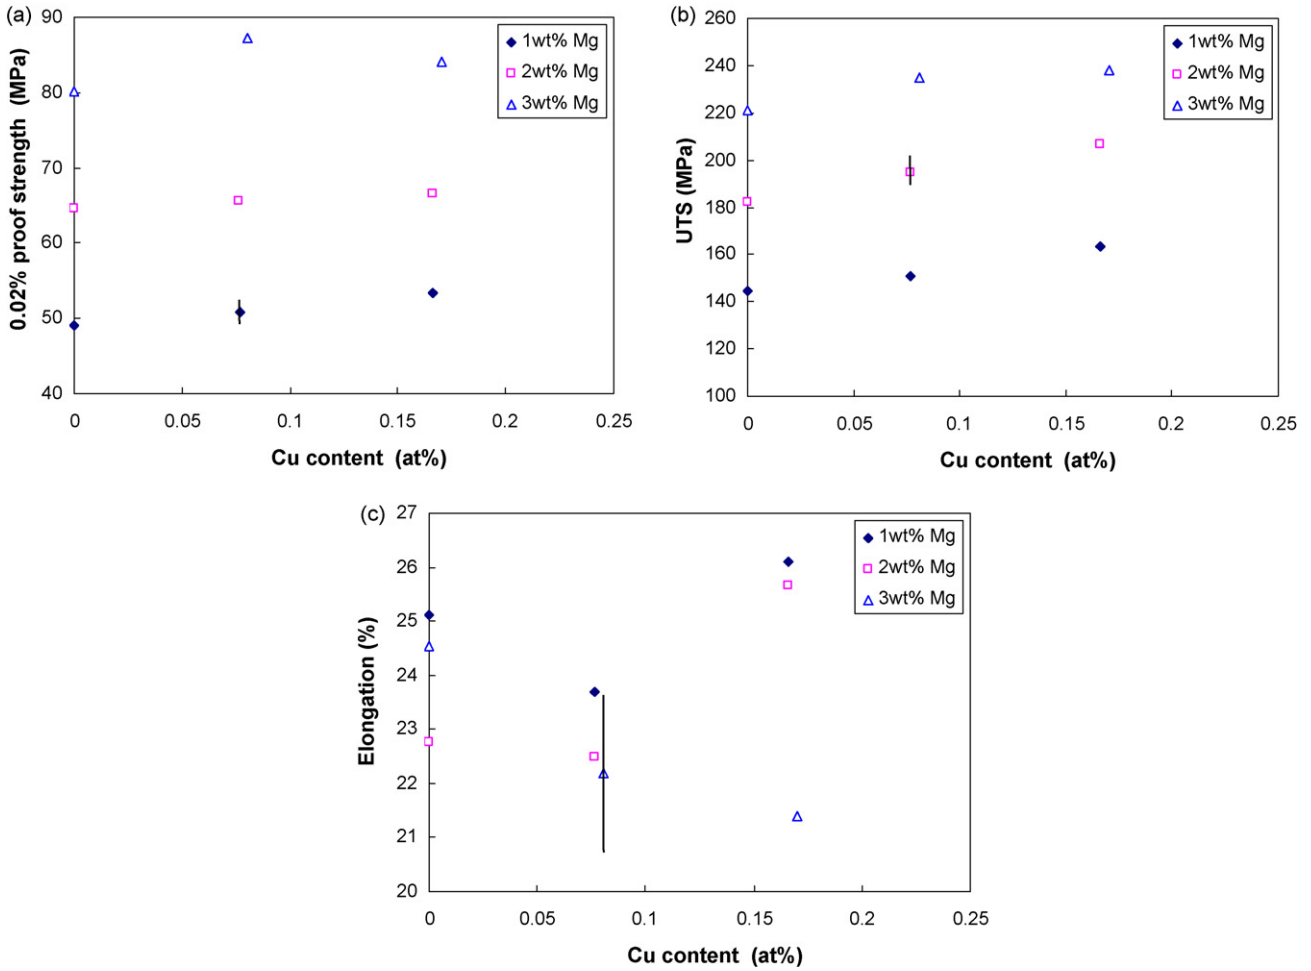 (a)
90
80
70
60
50
40
0
0.05
0.1
0.15
0.2
0.25
0.02% proof strength (MPa)
Cu content (at%)
1wt% Mg
2wt% Mg
3wt% Mg
(b)
260
240
220
200
180
160
140
120
100
0
0.05
0.1
0.15
0.2
0.25
UTS (MPa)
Cu content (at%)
1wt% Mg
2wt% Mg
3wt% Mg
(c)
27
26
25
24
23
22
21
20
0
0.05
0.1
0.15
0.2
0.25
Elongation (%)
Cu content (at%)
1wt% Mg
2wt% Mg
3wt% Mg